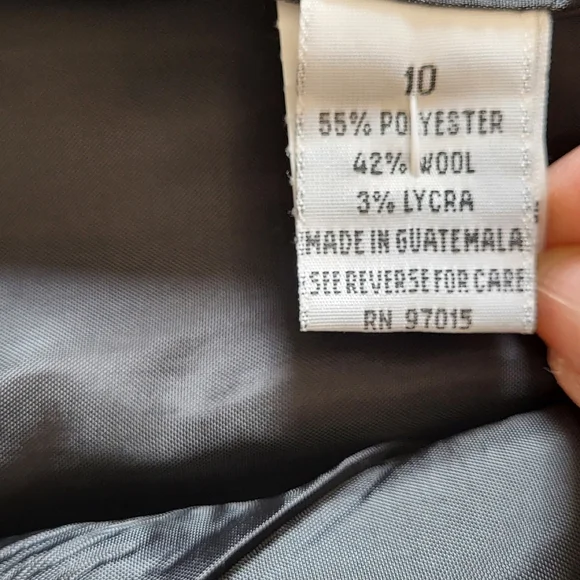 10
55% POLYESTER
42% WOOL
3% LYCRA
MADE IN GUATEMALA
SEE REVERSE FOR CARE
RN 97015